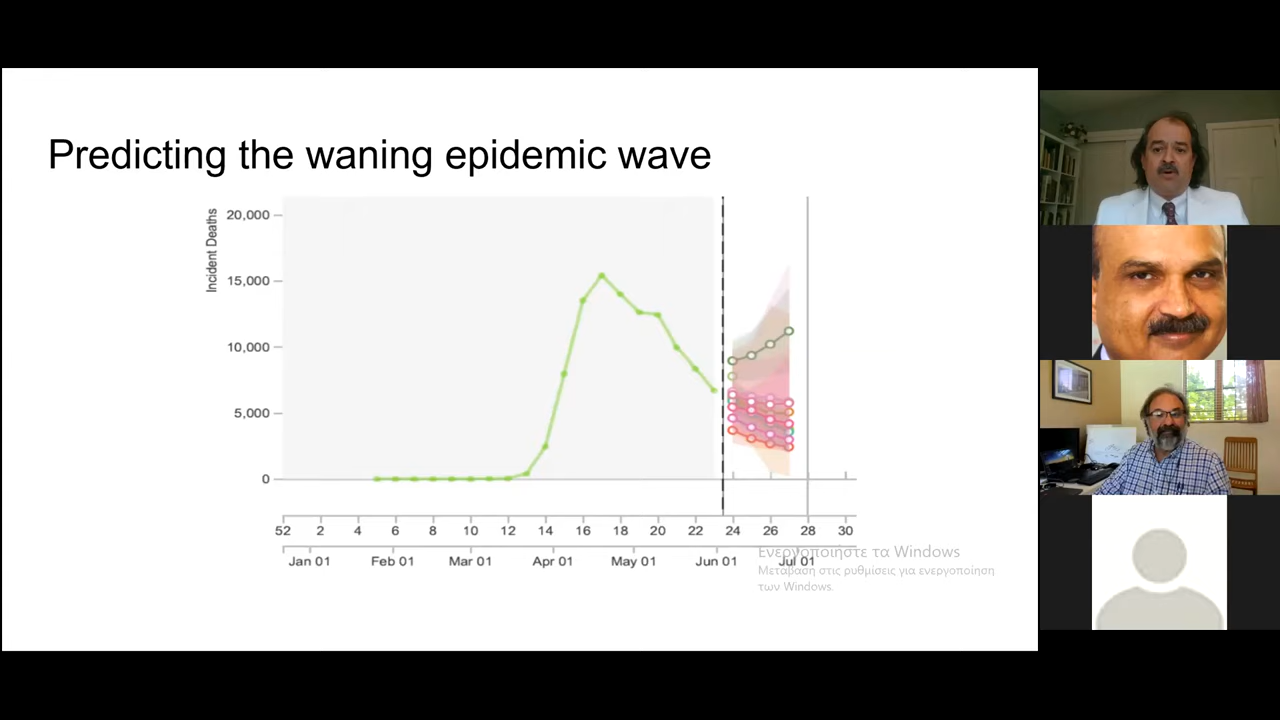 Predicting the waning epidemic wave
Incident Deaths
20,000
15,000
10,000
5,000
0
52 2 4 6 8 10 12 14 16 18 20 22 24 26 28 30
Jan 01 Feb 01 Mar 01 Apr 01 May 01 Jun 01 Jul 01
Ενεργοποιήστε τα Windows
Μετάβαση στις ρυθμίσεις για ενεργοποίηση
των Windows.